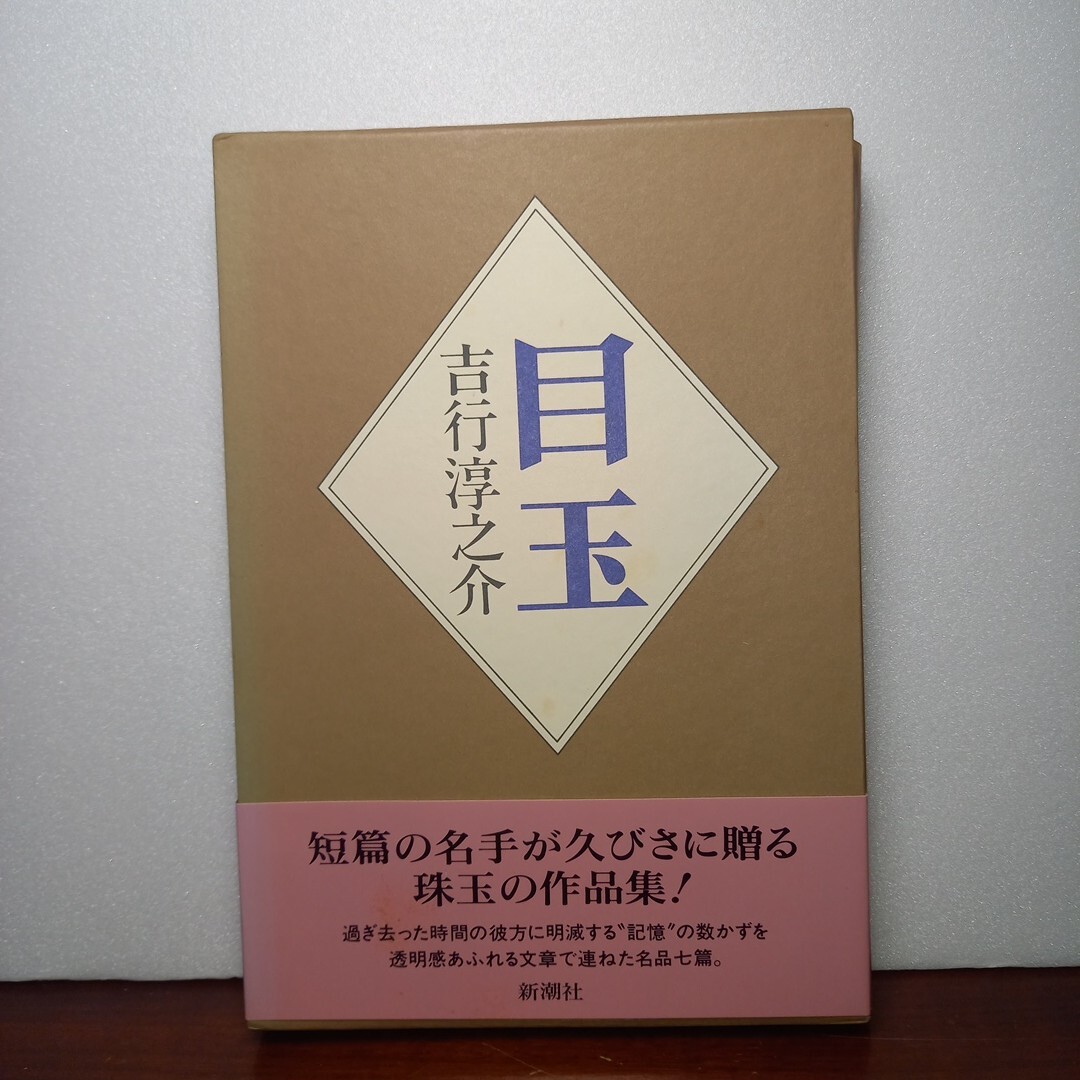 目玉
吉行淳之介
短篇の名手が久びさに贈る
珠玉の作品集!
過ぎ去った時間の彼方に明滅する〝記憶〟の数かずを
透明感あふれる文章で連ねた名品七篇。
新潮社